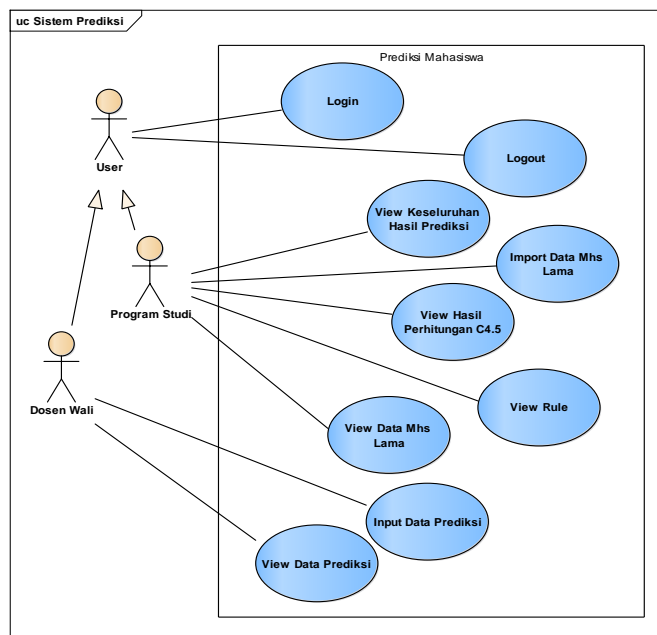 uc Sistem Prediksi
Prediksi Mahasiswa
Login
User
Logout
View Keseluruhan
Hasil Prediksi
Import Data Mhs
Lama
Program Studi
View Hasil
Perhitungan C4.5
Dosen Wali
View Rule
View Data Mhs
Lama
Input Data Prediksi
View Data Prediksi